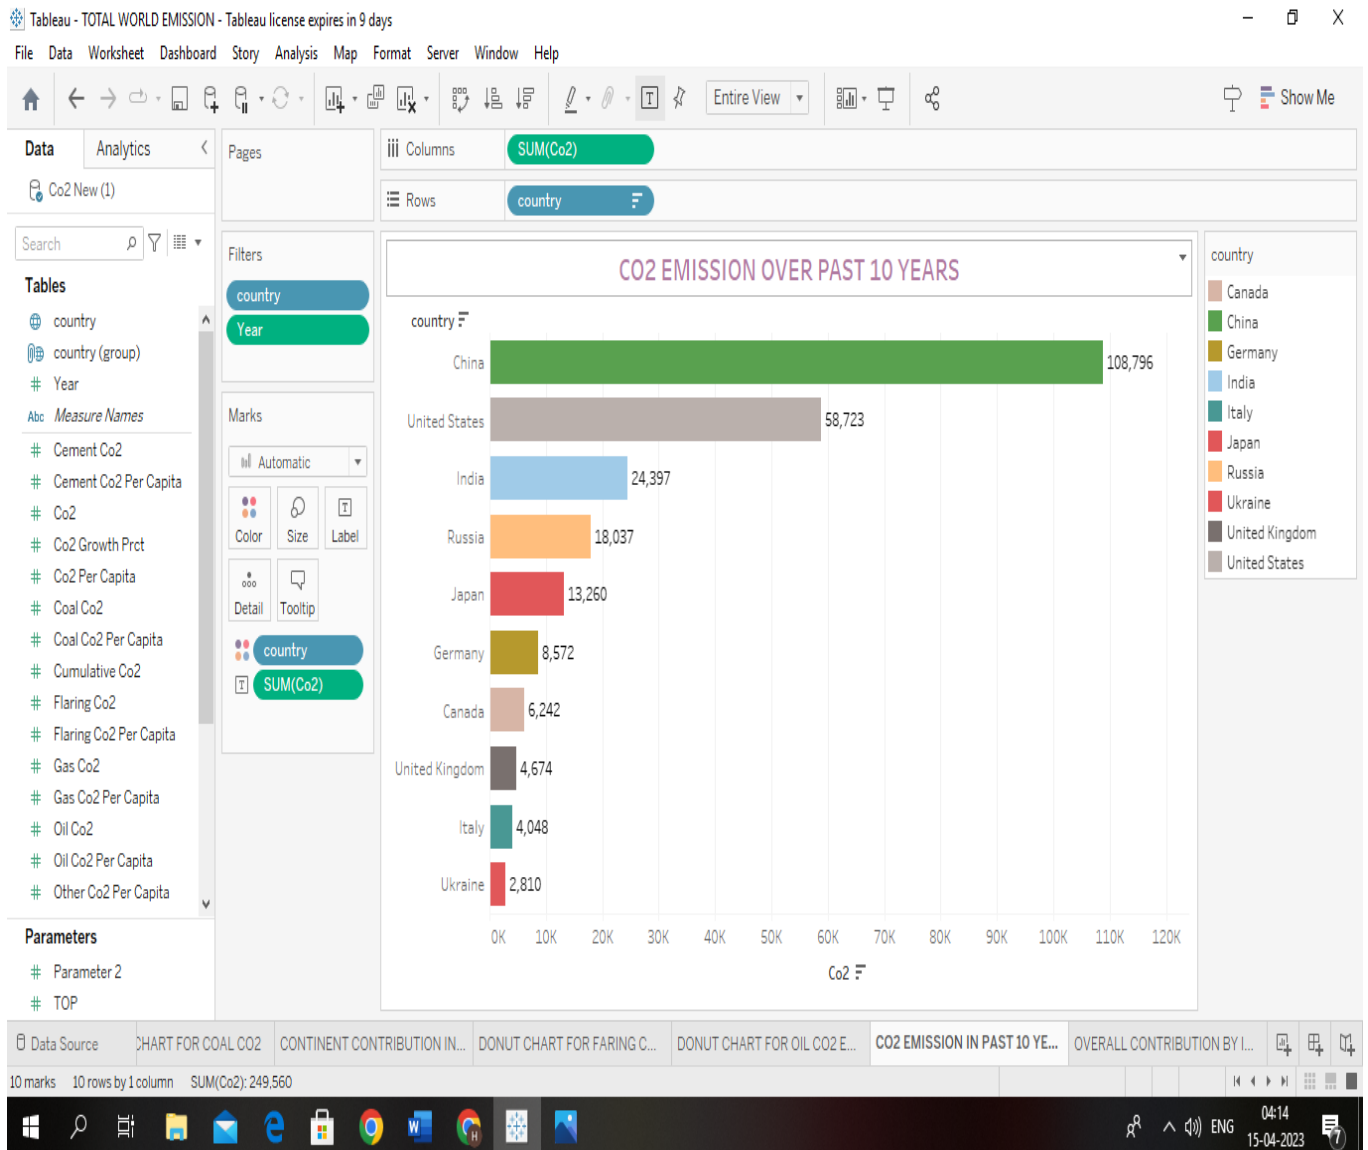 Tableau - TOTAL WORLD EMISSION - Tableau license expires in 9 days
File Data Worksheet Dashboard Story Analysis Map Format Server Window Help
Entire View
Show Me
Data Analytics
Co2 New (1)
Search
Tables
country
country (group)
Year
Abc Measure Names
Cement Co2
Cement Co2 Per Capita
Co2
Co2 Growth Prct
Co2 Per Capita
Coal Co2
Coal Co2 Per Capita
Cumulative Co2
Flaring Co2
Flaring Co2 Per Capita
Gas Co2
Gas Co2 Per Capita
Oil Co2
Oil Co2 Per Capita
Other Co2 Per Capita
Parameters
Parameter 2
TOP
Pages
Filters
country
Year
Marks
Automatic
Color Size Label
Detail Tooltip
country
SUM(Co2)
Columns SUM(Co2)
Rows country
CO2 EMISSION OVER PAST 10 YEARS
country
China 108,796
United States 58,723
India 24,397
Russia 18,037
Japan 13,260
Germany 8,572
Canada 6,242
United Kingdom 4,674
Italy 4,048
Ukraine 2,810
0K 10K 20K 30K 40K 50K 60K 70K 80K 90K 100K 110K 120K
Co2
country
Canada
China
Germany
India
Italy
Japan
Russia
Ukraine
United Kingdom
United States
Data Source CHART FOR COAL CO2 CONTINENT CONTRIBUTION IN... DONUT CHART FOR FARING C... DONUT CHART FOR OIL CO2 E... CO2 EMISSION IN PAST 10 YE... OVERALL CONTRIBUTION BY I...
10 marks 10 rows by 1 column SUM(Co2): 249,560
ENG
04:14
15-04-2023
7